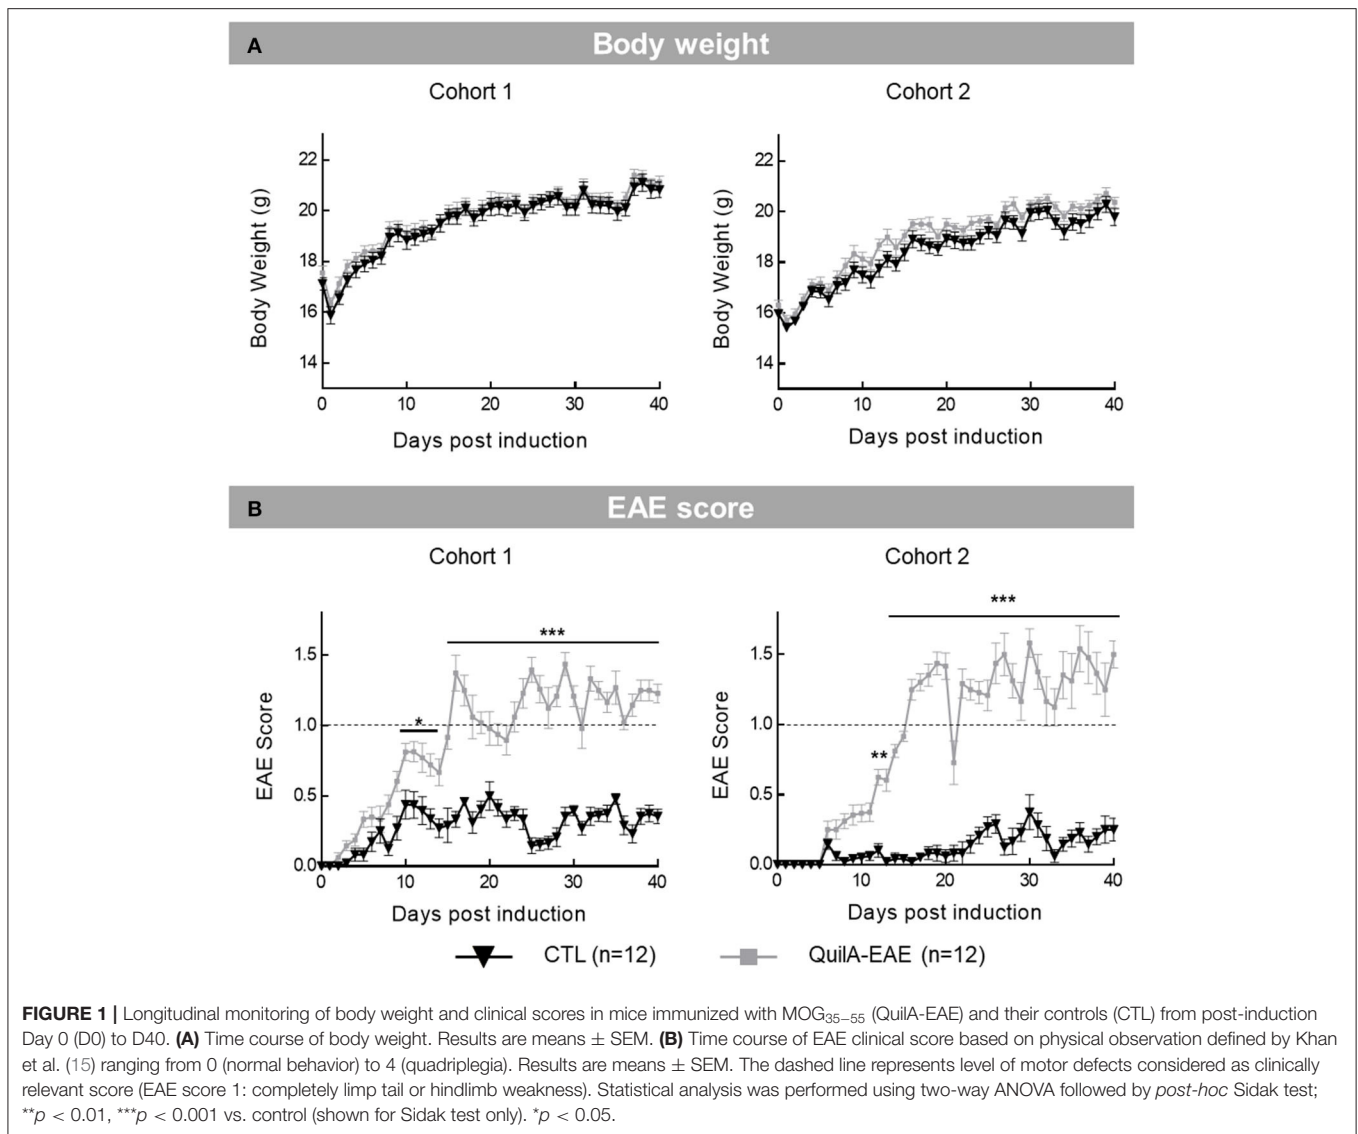 A Body weight
Cohort 1
Cohort 2
22
20
18
16
14
Body Weight (g)
0 10 20 30 40
Days post induction
22
20
18
16
14
Body Weight (g)
0 10 20 30 40
Days post induction
B EAE score
Cohort 1
Cohort 2
***
*
1.5
1.0
0.5
0.0
EAE Score
0 10 20 30 40
Days post induction
***
**
1.5
1.0
0.5
0.0
EAE Score
0 10 20 30 40
Days post induction
CTL (n=12) QuilA-EAE (n=12)
FIGURE 1 | Longitudinal monitoring of body weight and clinical scores in mice immunized with MOG35−55 (QuilA-EAE) and their controls (CTL) from post-induction
Day 0 (D0) to D40. (A) Time course of body weight. Results are means ± SEM. (B) Time course of EAE clinical score based on physical observation defined by Khan
et al. (15) ranging from 0 (normal behavior) to 4 (quadriplegia). Results are means ± SEM. The dashed line represents level of motor defects considered as clinically
relevant score (EAE score 1: completely limp tail or hindlimb weakness). Statistical analysis was performed using two-way ANOVA followed by post-hoc Sidak test;
**p < 0.01, ***p < 0.001 vs. control (shown for Sidak test only). *p < 0.05.